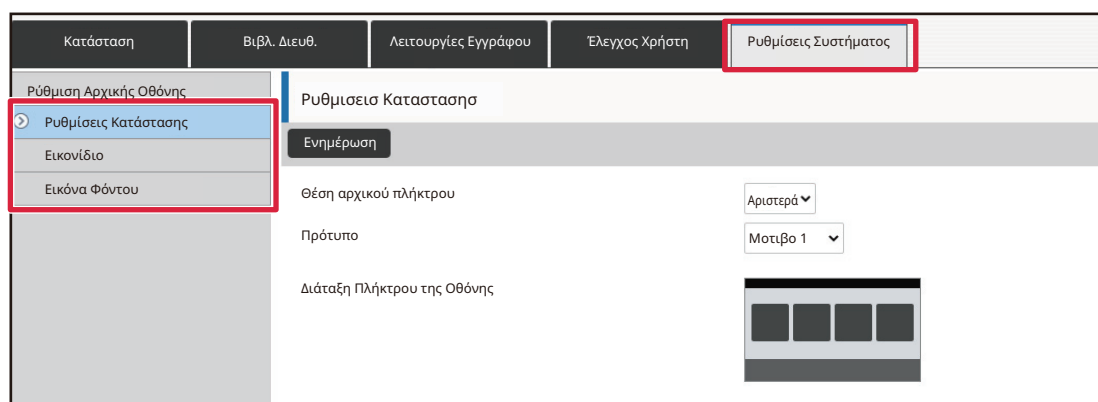 Κατάσταση
Βιβλ. Διευθ.
Λειτουργίες Εγγράφου
Έλεγχος Χρήστη
Ρυθμίσεις Συστήματος
Ρύθμιση Αρχικής Οθόνης
Ρυθμίσεις Κατάστασης
Εικονίδιο
Εικόνα Φόντου
Ρυθμισεισ Καταστασησ
Ενημέρωση
Θέση αρχικού πλήκτρου
Αριστερά
Πρότυπο
Μοτιβο 1
Διάταξη Πλήκτρου της Οθόνης